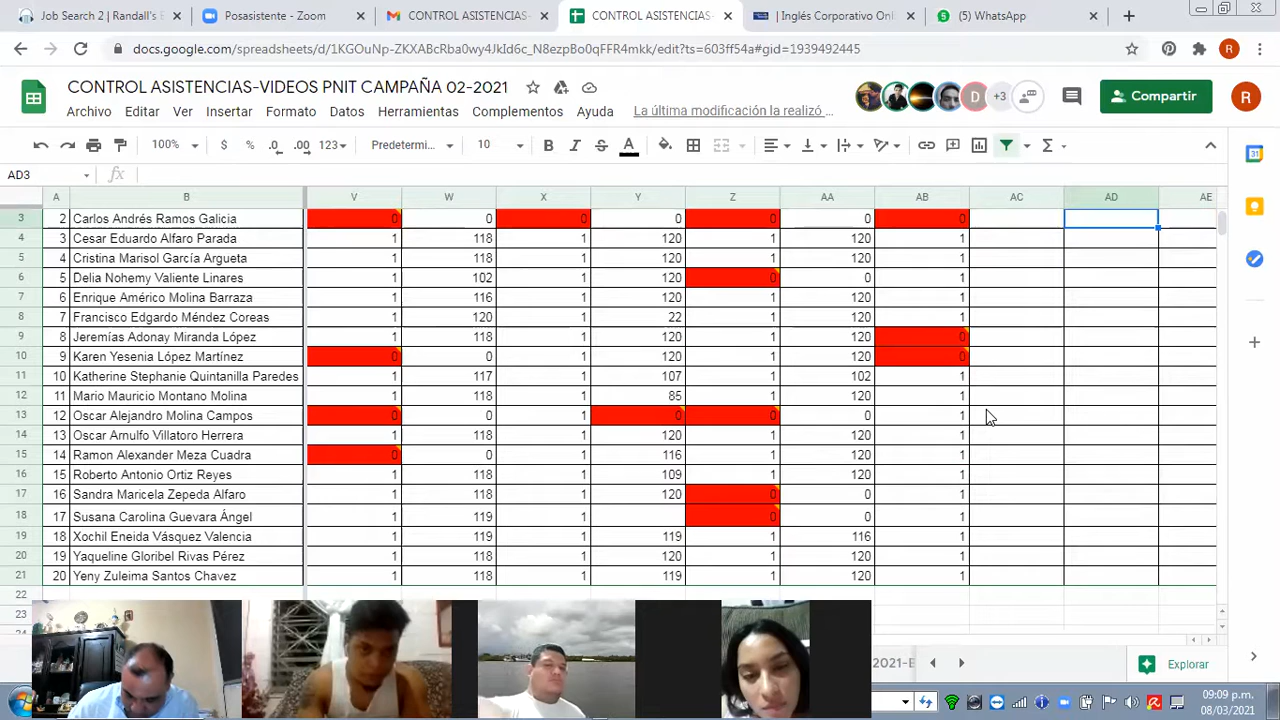 JobSearch 2 | Randall's E
Posasistente - Zoom
CONTROL ASISTENCIAS-
CONTROL ASISTENCIAS-
| Inglés Corporativo Onl
(5) WhatsApp
docs.google.com/spreadsheets/d/1KGOuNp-ZKXABcRba0wy4Jkld6c_N8ezpBo0qFFR4mkk/edit?ts=603ff54a#gid=1939492445
CONTROL ASISTENCIAS-VIDEOS PNIT CAMPAÑA 02-2021
D +3
Compartir
R
Archivo Editar Ver Insertar Formato Datos Herramientas Complementos Ayuda
La última modificación la realizó ...
100% $ % .0 .00 123 Predetermi... 10 B I S A
AD3 fx
A B V W X Y Z AA AB AC AD AE
3 2 Carlos Andrés Ramos Galicia 0 0 0 0 0 0 0
4 3 Cesar Eduardo Alfaro Parada 1 118 1 120 1 120 1
5 4 Cristina Marisol García Argueta 1 118 1 120 1 120 1
6 5 Delia Nohemy Valiente Linares 1 102 1 120 0 0 1
7 6 Enrique Américo Molina Barraza 1 116 1 120 1 120 1
8 7 Francisco Edgardo Méndez Coreas 1 120 1 22 1 120 1
9 8 Jeremías Adonay Miranda López 1 118 1 120 1 120 0
10 9 Karen Yesenia López Martínez 0 0 1 120 1 120 0
11 10 Katherine Stephanie Quintanilla Paredes 1 117 1 107 1 102 1
12 11 Mario Mauricio Montano Molina 1 118 1 85 1 120 1
13 12 Oscar Alejandro Molina Campos 0 0 1 0 0 0 1
14 13 Oscar Arnulfo Villatoro Herrera 1 118 1 120 1 120 1
15 14 Ramon Alexander Meza Cuadra 0 0 1 116 1 120 1
16 15 Roberto Antonio Ortiz Reyes 1 118 1 109 1 120 1
17 16 Sandra Maricela Zepeda Alfaro 1 118 1 120 0 0 1
18 17 Susana Carolina Guevara Ángel 1 119 1 0 0 1
19 18 Xochil Eneida Vásquez Valencia 1 119 1 119 1 116 1
20 19 Yaqueline Gloribel Rivas Pérez 1 118 1 120 1 120 1
21 20 Yeny Zuleima Santos Chavez 1 118 1 119 1 120 1
22
23
2021-E
Explorar
09:09 p.m.
08/03/2021